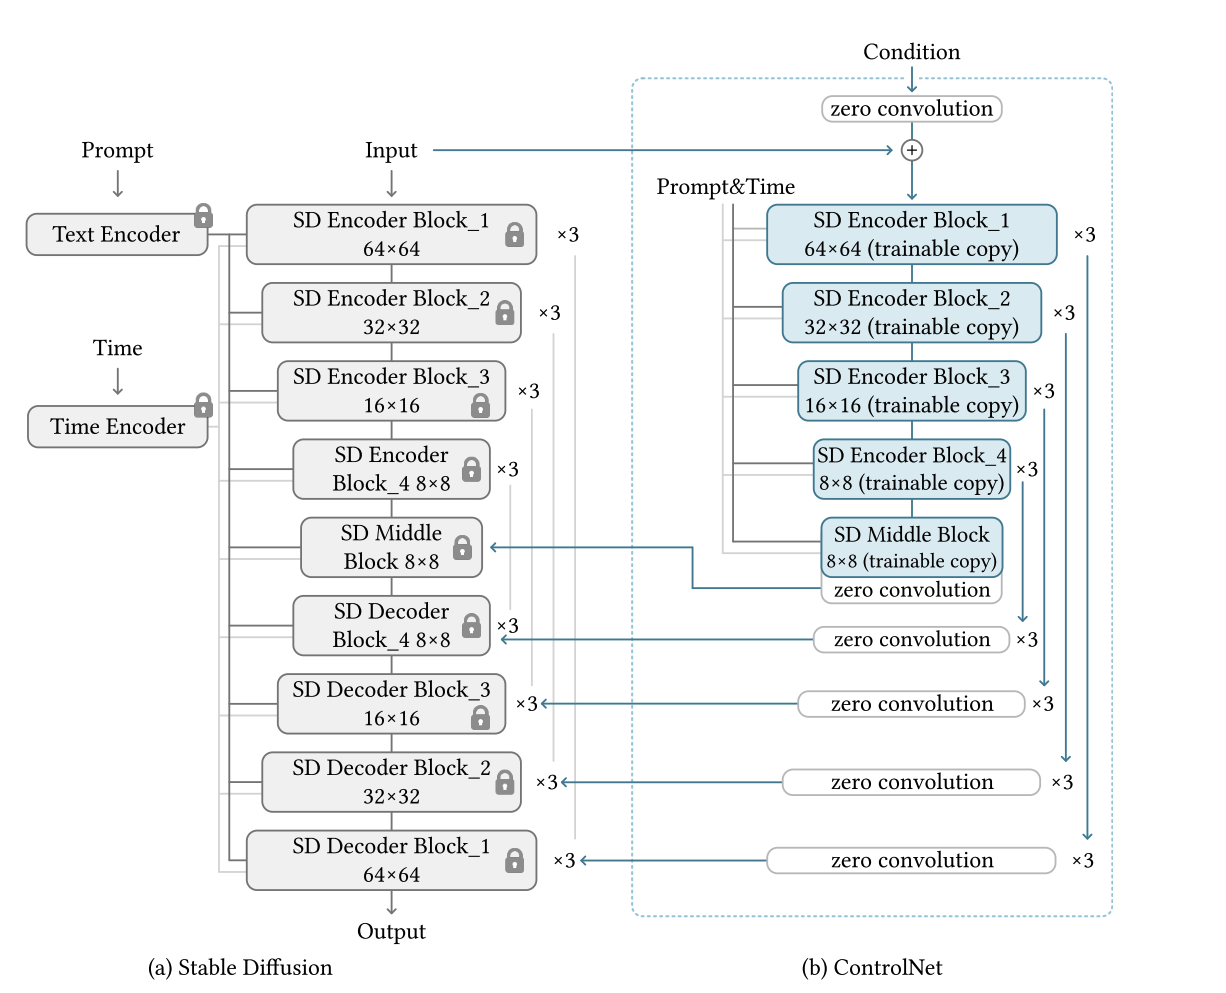 Prompt
Text Encoder
Time
Time Encoder
Input
SD Encoder Block_1
64×64
×3
SD Encoder Block_2
32×32
×3
SD Encoder Block_3
16×16
×3
SD Encoder
Block_4 8×8
×3
SD Middle
Block 8×8
SD Decoder
Block_4 8×8
×3
SD Decoder Block_3
16×16
×3
SD Decoder Block_2
32×32
×3
SD Decoder Block_1
64×64
×3
Output
(a) Stable Diffusion
Condition
zero convolution
+
Prompt&Time
SD Encoder Block_1
64×64 (trainable copy)
×3
SD Encoder Block_2
32×32 (trainable copy)
×3
SD Encoder Block_3
16×16 (trainable copy)
×3
SD Encoder Block_4
8×8 (trainable copy)
×3
SD Middle Block
8×8 (trainable copy)
zero convolution
zero convolution
×3
zero convolution
×3
zero convolution
×3
zero convolution
×3
(b) ControlNet